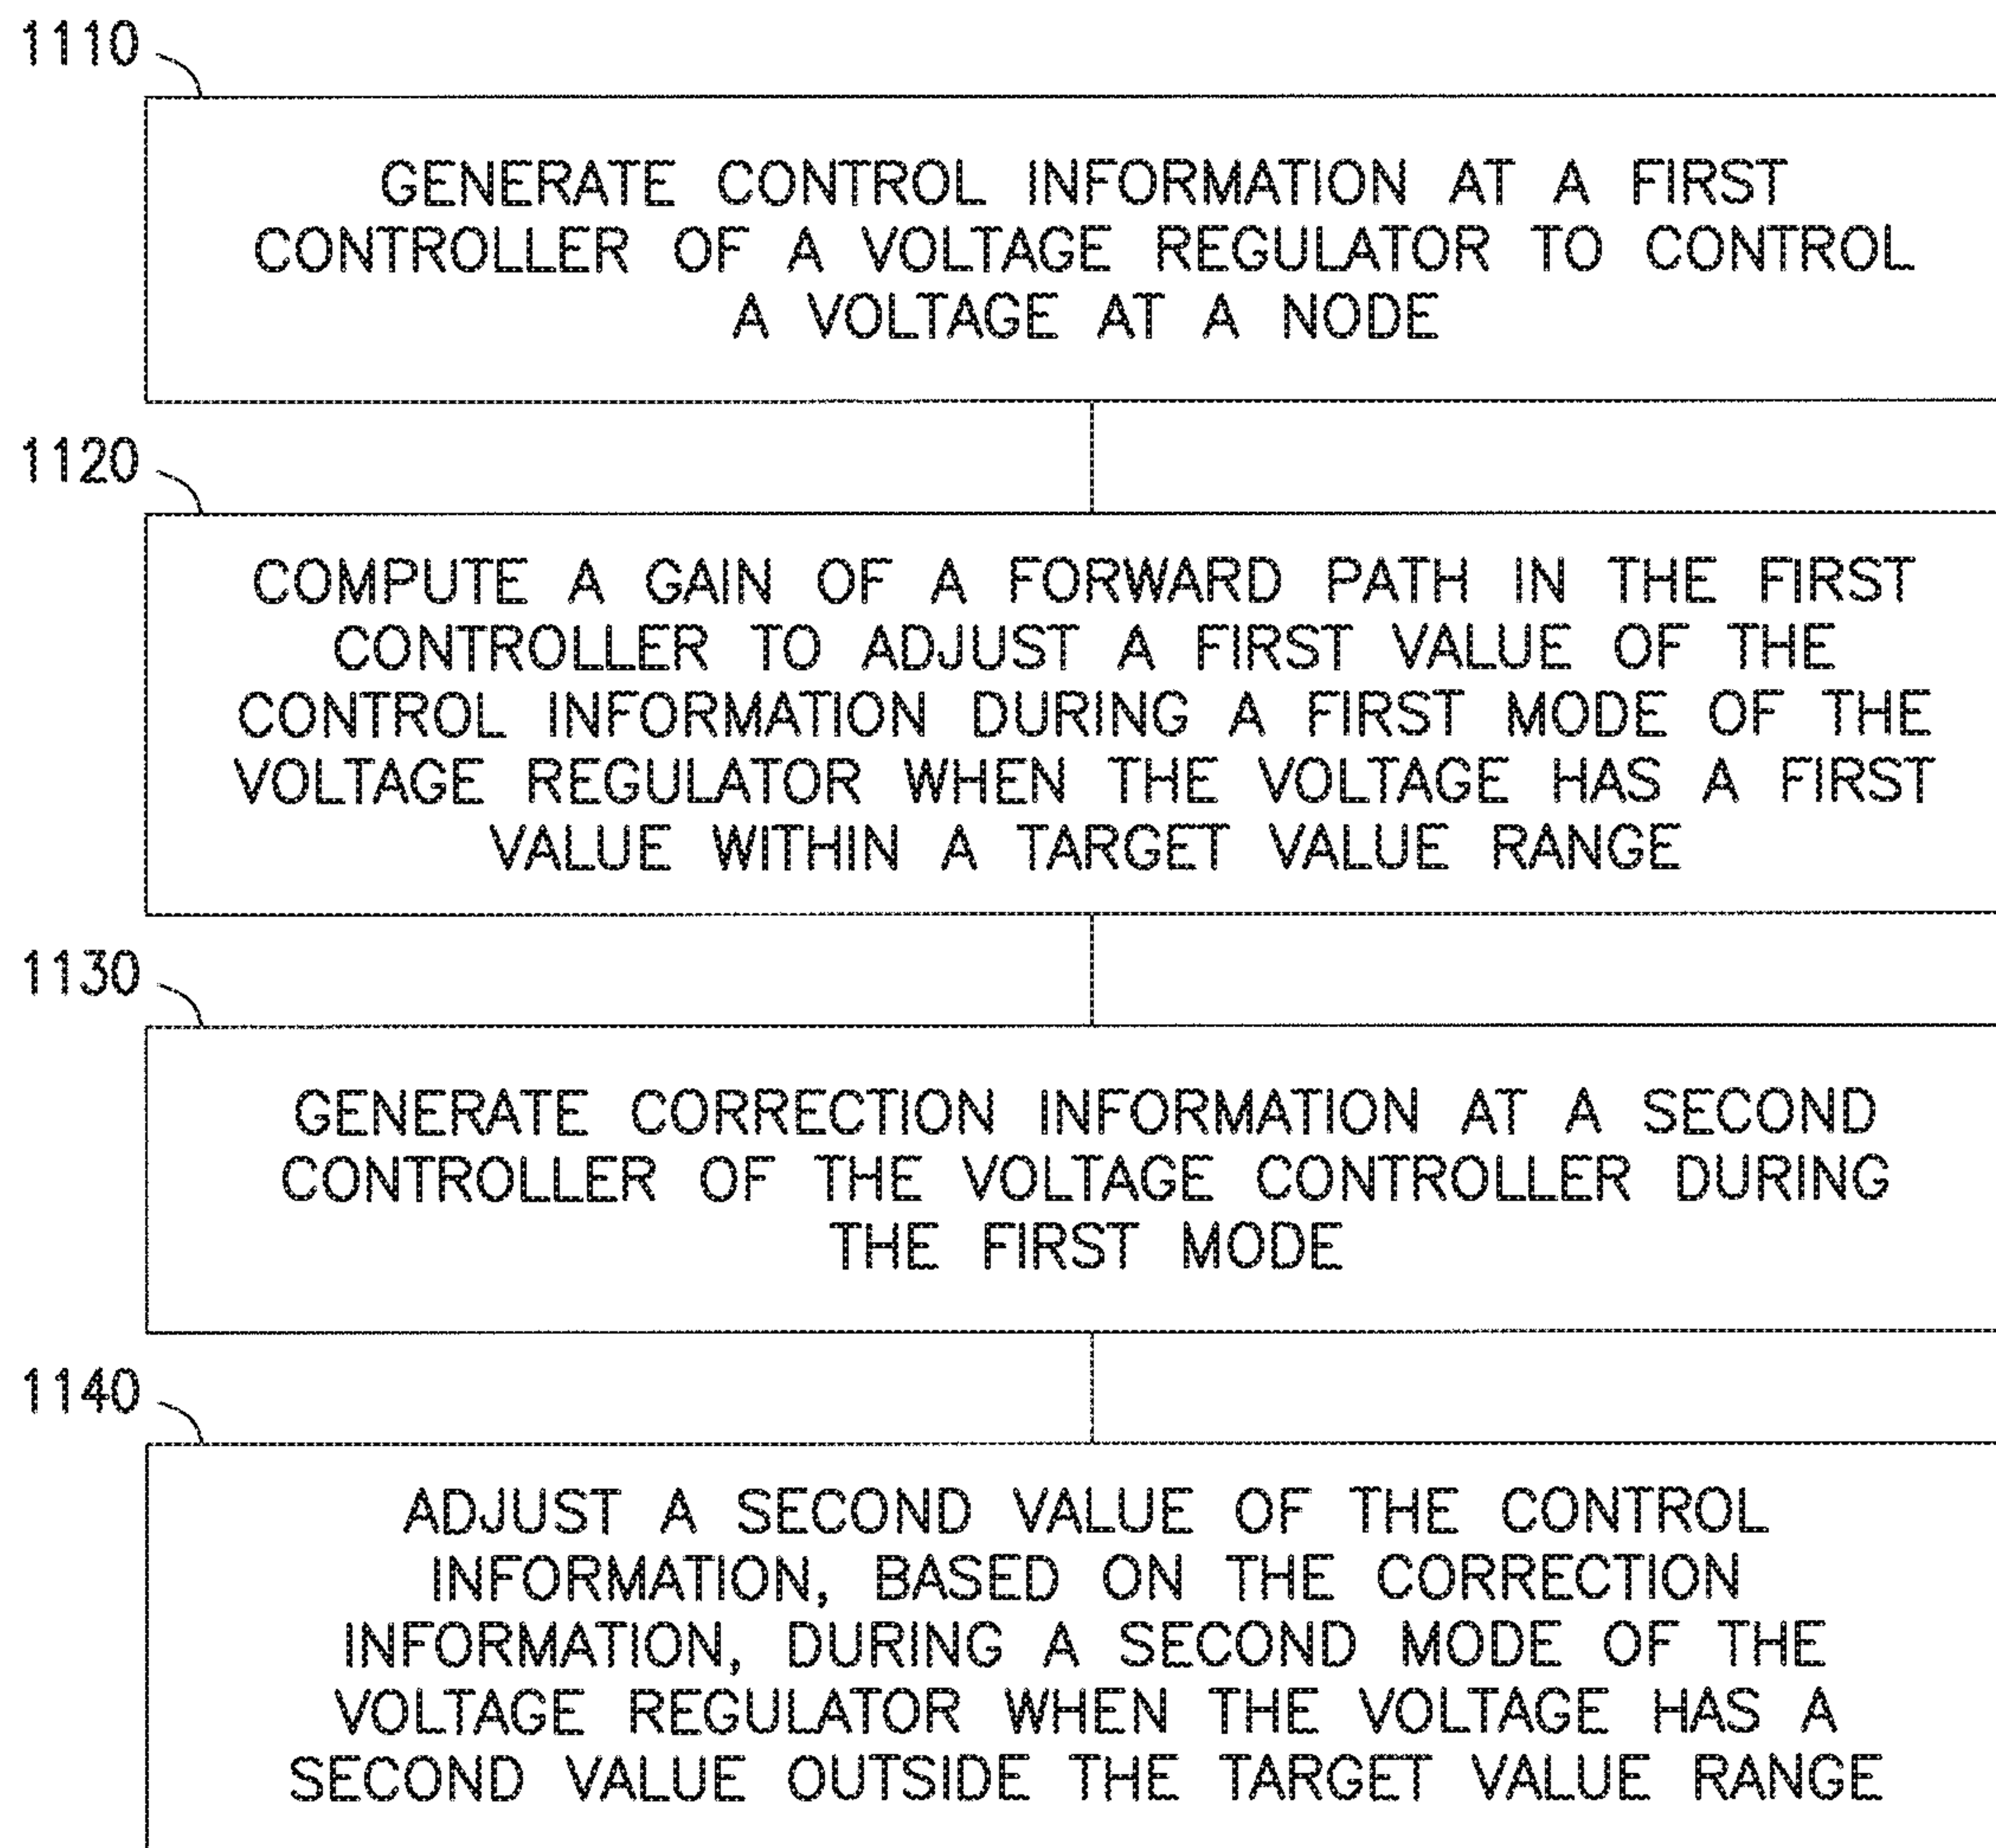 1110
GENERATE CONTROL INFORMATION AT A FIRST
CONTROLLER OF A VOLTAGE REGULATOR TO CONTROL
A VOLTAGE AT A NODE
1120
COMPUTE A GAIN OF A FORWARD PATH IN THE FIRST
CONTROLLER TO ADJUST A FIRST VALUE OF THE
CONTROL INFORMATION DURING A FIRST MODE OF THE
VOLTAGE REGULATOR WHEN THE VOLTAGE HAS A FIRST
VALUE WITHIN A TARGET VALUE RANGE
1130
GENERATE CORRECTION INFORMATION AT A SECOND
CONTROLLER OF THE VOLTAGE CONTROLLER DURING
THE FIRST MODE
1140
ADJUST A SECOND VALUE OF THE CONTROL
INFORMATION, BASED ON THE CORRECTION
INFORMATION, DURING A SECOND MODE OF THE
VOLTAGE REGULATOR WHEN THE VOLTAGE HAS A
SECOND VALUE OUTSIDE THE TARGET VALUE RANGE